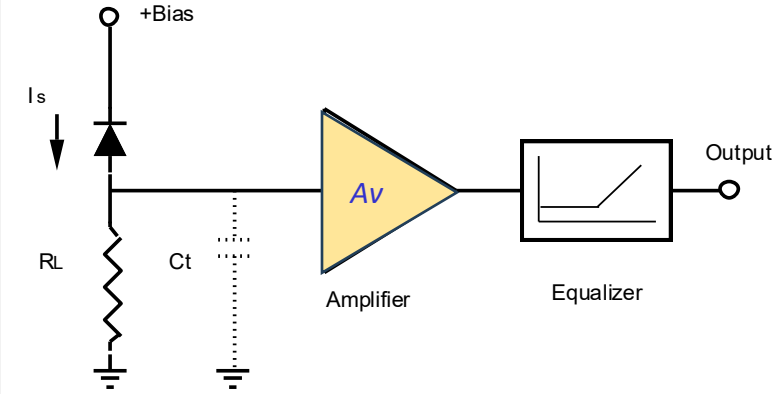 +Bias
Is
Output
Av
RL
Ct
Amplifier
Equalizer